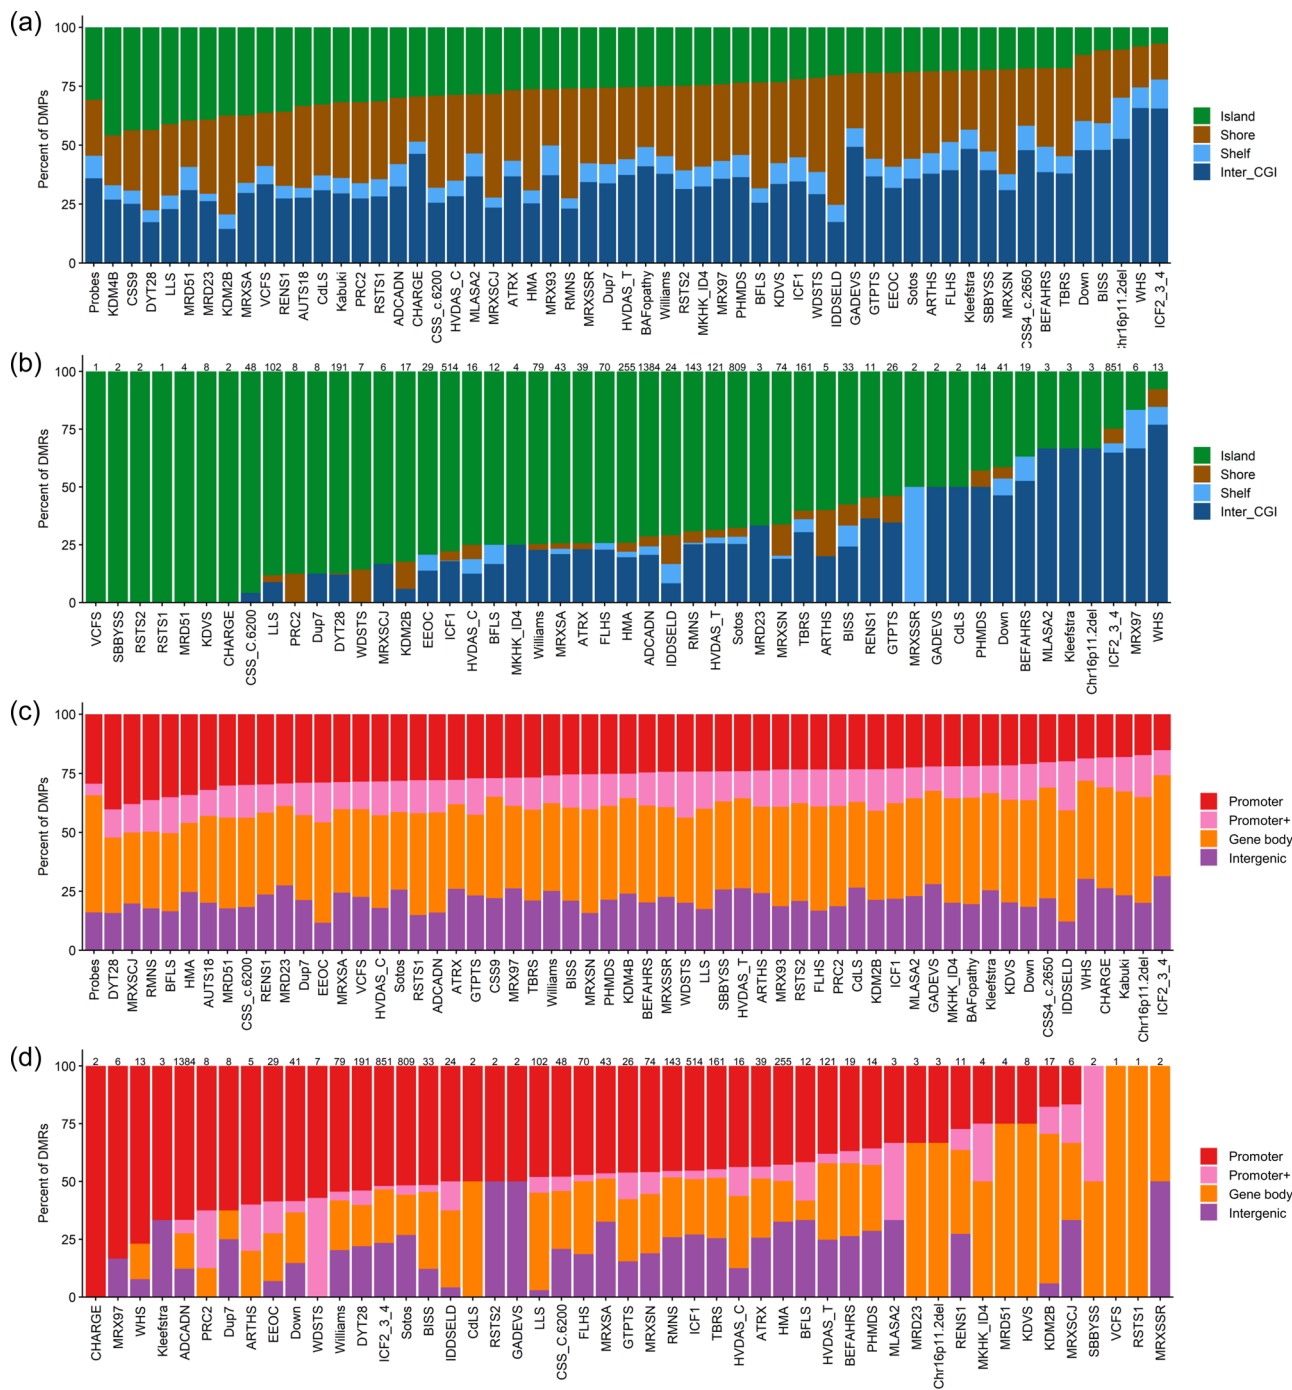 (a)
100
75
50
25
0
Percent of DMPs
Island
Shore
Shelf
Inter_CGI
Probes KDM4B CSS9 DYT28 LLS MRD51 MRD23 KDM2B MRXSA VCFS RENS1 AUTS18 CdLS Kabuki PRC2 RSTS1 ADCADN CHARGE CSS_c.6200 HVDAS_C MLASA2 MRXSCJ ATRX HMA MRX93 RMNS MRXSSR Dup7 HVDAS_T BAFopathy Williams RSTS2 MKHK_ID4 MRX97 PHMDS BFLS KDVS ICF1 WDSTS IDDSELD GADEVS GTPTS EEOC Sotos ARTHS FLHS Kleefstra SBBYSS MRXSN CSS4_c.2650 BEFAHRS TBRS Down BISS Chr16p11.2del WHS ICF2_3_4
(b)
1 2 2 1 4 8 2 48 102 8 8 191 7 6 17 29 514 16 12 4 79 43 39 70 255 1384 24 143 121 809 3 74 161 5 33 11 26 2 2 2 14 41 19 3 3 3 851 6 13
100
75
50
25
0
Percent of DMRs
Island
Shore
Shelf
Inter_CGI
VCFS SBBYSS RSTS2 RSTS1 MRD51 KDVS CHARGE CSS_C.6200 LLS PRC2 Dup7 DYT28 WDSTS MRXSCJ KDM2B EEOC ICF1 HVDAS_C BFLS MKHK_ID4 Williams MRXSA ATRX FLHS HMA ADCADN IDDSELD RMNS HVDAS_T Sotos MRD23 MRXSN TBRS ARTHS BISS RENS1 GTPTS MRXSSR GADEVS CdLS PHMDS Down BEFAHRS MLASA2 Kleefstra Chr16p11.2del ICF2_3_4 MRX97 WHS
(c)
100
75
50
25
0
Percent of DMPs
Promoter
Promoter+
Gene body
Intergenic
Probes DYT28 MRXSCJ RMNS BFLS HMA AUTS18 MRD51 CSS_c.6200 RENS1 MRD23 Dup7 EEOC MRXSA VCFS HVDAS_C Sotos RSTS1 ADCADN ATRX GTPTS CSS9 MRX97 TBRS Williams BISS MRXSN PHMDS KDM4B BEFAHRS MRXSSR WDSTS LLS SBBYSS HVDAS_T ARTHS MRX93 RSTS2 FLHS PRC2 CdLS KDM2B ICF1 MLASA2 GADEVS MKHK_ID4 BAFopathy Kleefstra KDVS Down CSS4_c.2650 IDDSELD WHS CHARGE Kabuki Chr16p11.2del ICF2_3_4
(d)
2 6 13 3 1384 8 8 5 29 41 7 79 191 851 809 33 24 2 2 2 102 48 70 43 26 74 143 514 161 16 39 255 12 121 19 14 3 3 3 11 4 4 8 17 6 2 1 1 2
100
75
50
25
0
Percent of DMRs
Promoter
Promoter+
Gene body
Intergenic
CHARGE MRX97 WHS Kleefstra ADCADN PRC2 Dup7 ARTHS EEOC Down WDSTS Williams DYT28 ICF2_3_4 Sotos BISS IDDSELD CdLS RSTS2 GADEVS LLS CSS_C.6200 FLHS MRXSA GTPTS MRXSN RMNS ICF1 TBRS HVDAS_C ATRX HMA BFLS HVDAS_T BEFAHRS PHMDS MLASA2 MRD23 Chr16p11.2del RENS1 MKHK_ID4 MRD51 KDVS KDM2B MRXSCJ SBBYSS VCFS RSTS1 MRXSSR